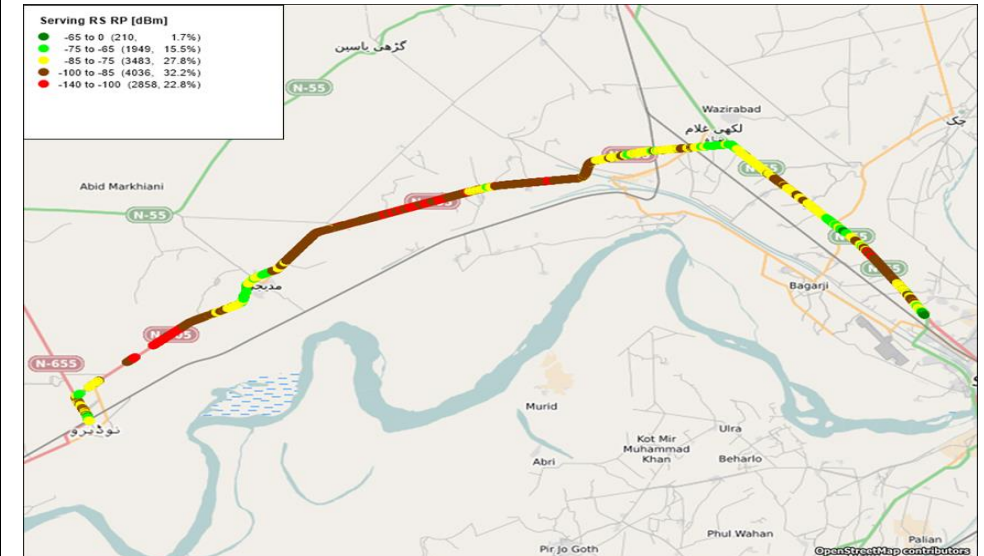 Serving RS RP [dBm]
-65 to 0 (210, 1.7%)
-75 to -65 (1949, 15.5%)
-85 to -75 (3483, 27.8%)
-100 to -85 (4036, 32.2%)
-140 to -100 (2858, 22.8%)
گڑھی یاسین
N-55
Wazirabad
چک
لکھی غلام
Abid Markhiani
N-55
Bagarji
N-655
نوڈیرو
Murid
Ulra
Kot Mir
Muhammad
Khan
Beharlo
Abri
Phul Wahan
Palian
Pir Jo Goth
OpenStreetMap contributors